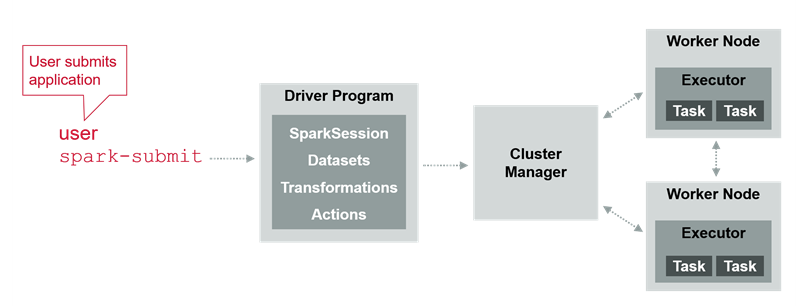 User submits
application
user
spark-submit
Driver Program
SparkSession
Datasets
Transformations
Actions
Cluster
Manager
Worker Node
Executor
Task Task
Worker Node
Executor
Task Task